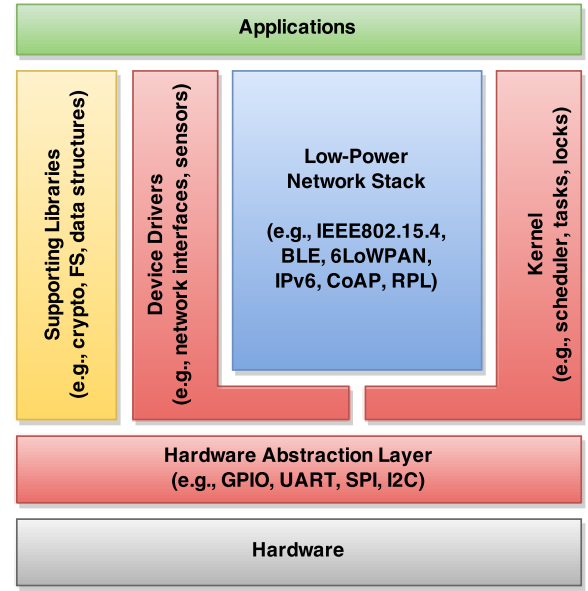 Applications
Supporting Libraries
(e.g., crypto, FS, data structures)
Device Drivers
(e.g., network interfaces, sensors)
Low-Power
Network Stack
(e.g., IEEE802.15.4,
BLE, 6LoWPAN,
IPv6, CoAP, RPL)
Kernel
(e.g., scheduler, tasks, locks)
Hardware Abstraction Layer
(e.g., GPIO, UART, SPI, I2C)
Hardware